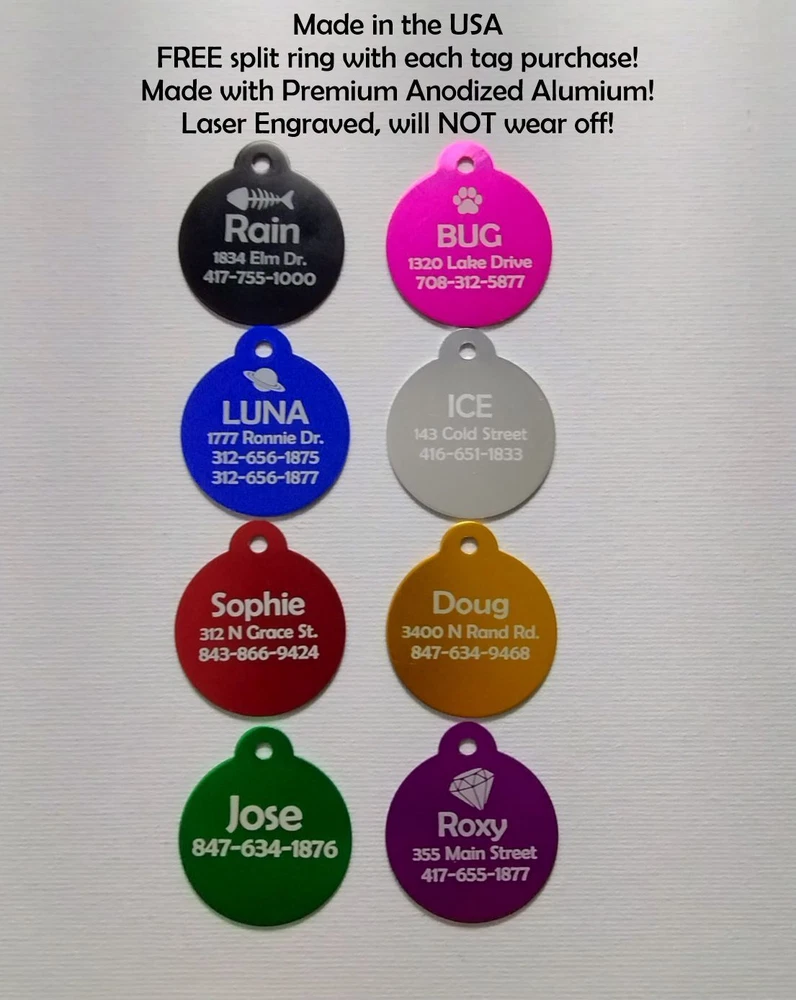 Made in the USA
FREE split ring with each tag purchase!
Made with Premium Anodized Alumium!
Laser Engraved, will NOT wear off!
Rain
1834 Elm Dr.
417-755-1000
BUG
1320 Lake Drive
708-312-5877
LUNA
1777 Ronnie Dr.
312-656-1875
312-656-1877
ICE
143 Cold Street
416-651-1833
Sophie
312 N Grace St.
843-866-9424
Doug
3400 N Rand Rd.
847-634-9468
Jose
847-634-1876
Roxy
355 Main Street
417-655-1877